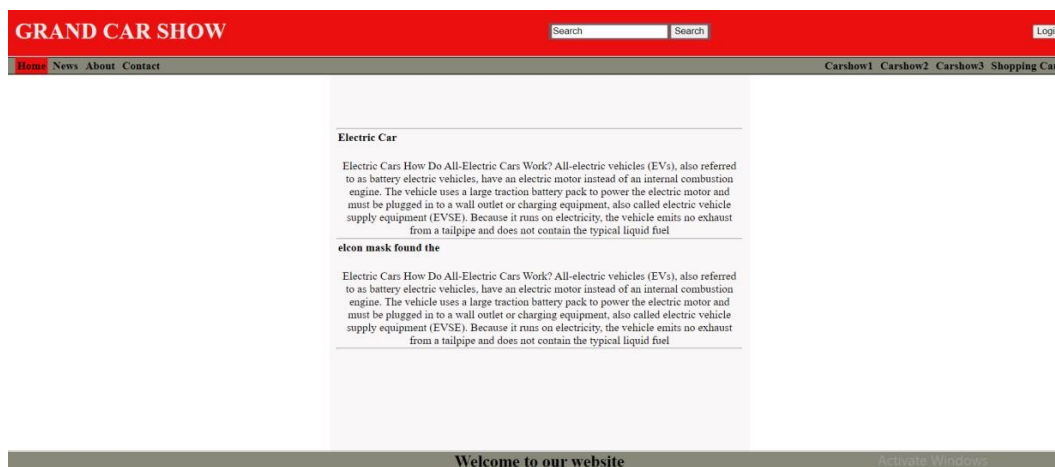 GRAND CAR SHOW
Search Search
Home News About Contact
Carshow1 Carshow2 Carshow3 Shopping
Electric Car
Electric Cars How Do All-Electric Cars Work? All-electric vehicles (EVs), also referred
to as battery electric vehicles, have an electric motor instead of an internal combustion
engine. The vehicle uses a large traction battery pack to power the electric motor and
must be plugged in to a wall outlet or charging equipment, also called electric vehicle
supply equipment (EVSE). Because it runs on electricity, the vehicle emits no exhaust
from a tailpipe and does not contain the typical liquid fuel
elcon mask found the
Electric Cars How Do All-Electric Cars Work? All-electric vehicles (EVs), also referred
to as battery electric vehicles, have an electric motor instead of an internal combustion
engine. The vehicle uses a large traction battery pack to power the electric motor and
must be plugged in to a wall outlet or charging equipment, also called electric vehicle
supply equipment (EVSE). Because it runs on electricity, the vehicle emits no exhaust
from a tailpipe and does not contain the typical liquid fuel
Welcome to our website
Activate Windows